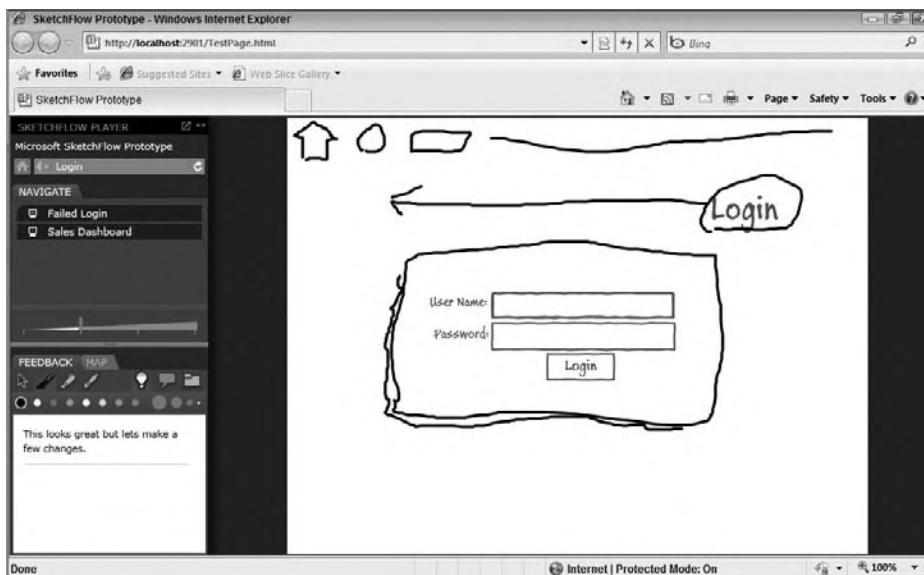 SketchFlow Prototype - Windows Internet Explorer
http://localhost:2901/TestPage.html
Bing
Favorites
Suggested Sites
Web Slice Gallery
SketchFlow Prototype
Page
Safety
Tools
SKETCHFLOW PLAYER
Microsoft SketchFlow Prototype
Login
NAVIGATE
Failed Login
Sales Dashboard
FEEDBACK MAP
This looks great but lets make a
few changes.
Login
User Name:
Password:
Login
Done
Internet | Protected Mode: On
100%